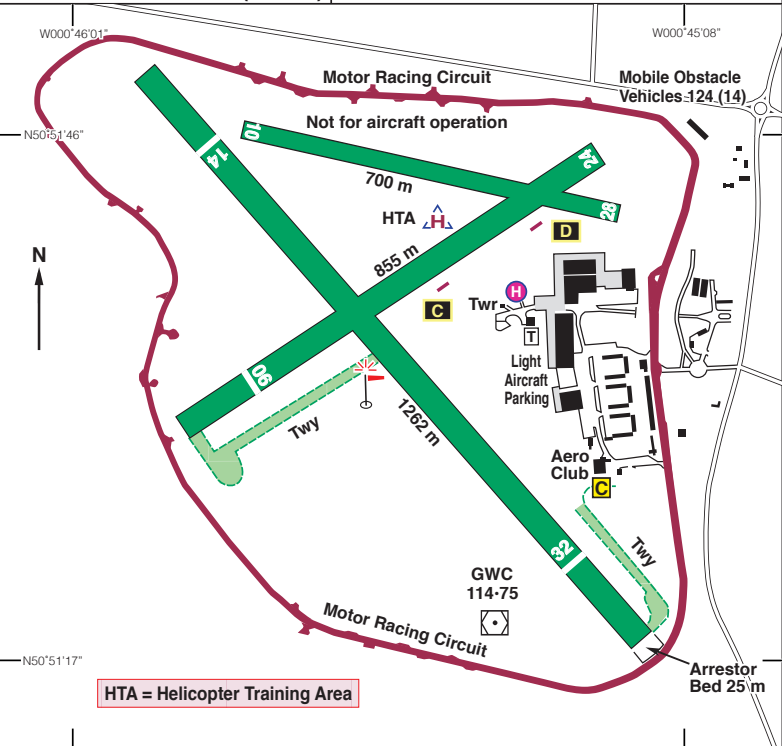 W000°46'01"
W000°45'08"
Motor Racing Circuit
Mobile Obstacle
Vehicles 124 (14)
Not for aircraft operation
N50°51'46"
10
14
24
700 m
28
HTA
H
D
N
855 m
C
H
Twr
T
Light
Aircraft
Parking
06
1262 m
Twy
Aero
Club
C
32
Twy
GWC
114·75
Motor Racing Circuit
N50°51'17"
Arrestor
Bed 25 m
HTA = Helicopter Training Area